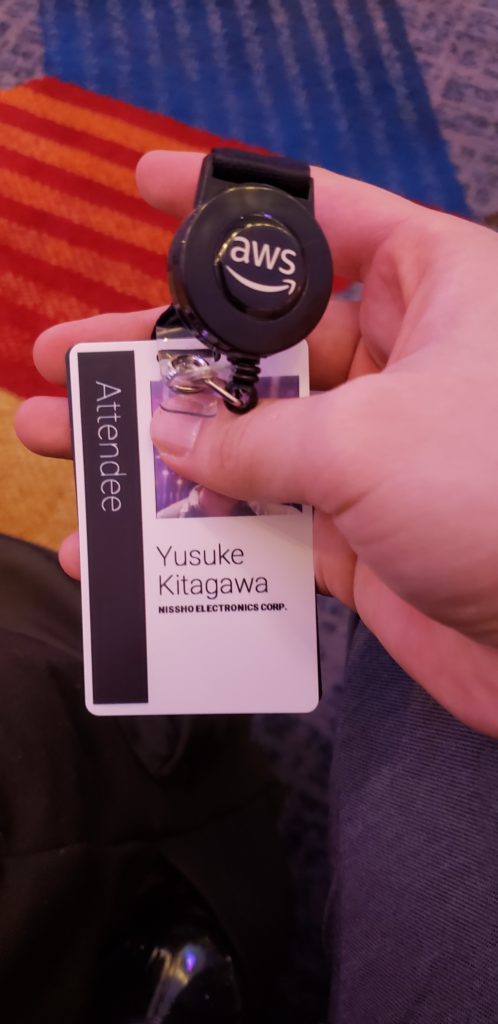 aws
Attendee
Yusuke
Kitagawa
NISSHO ELECTRONICS CORP.